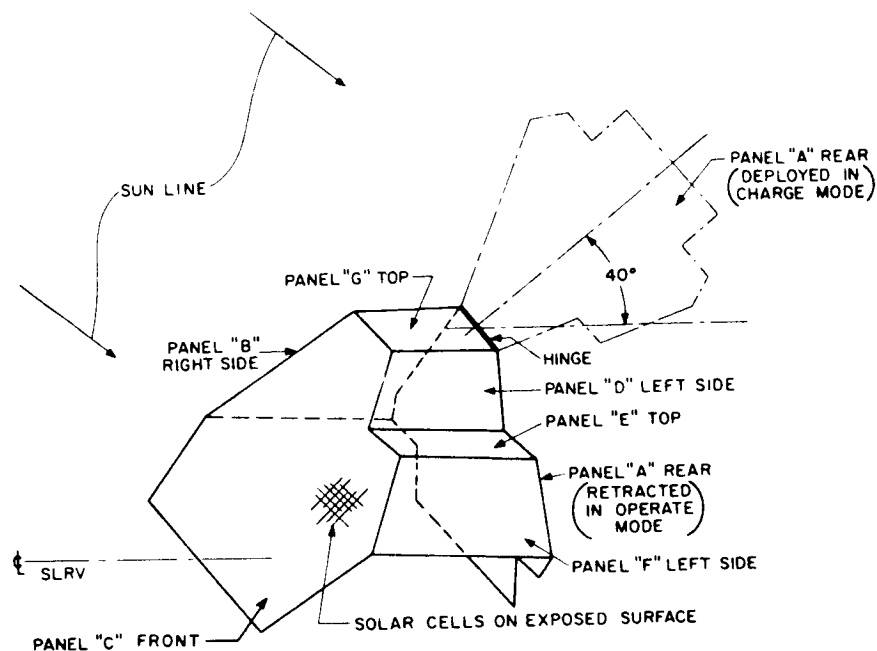 SUN LINE
PANEL "A" REAR
(DEPLOYED IN
CHARGE MODE)
40°
PANEL "G" TOP
HINGE
PANEL "B"
RIGHT SIDE
PANEL "D" LEFT SIDE
PANEL "E" TOP
PANEL "A" REAR
(RETRACTED
IN OPERATE
MODE)
℄
SLRV
PANEL "F" LEFT SIDE
SOLAR CELLS ON EXPOSED SURFACE
PANEL "C" FRONT